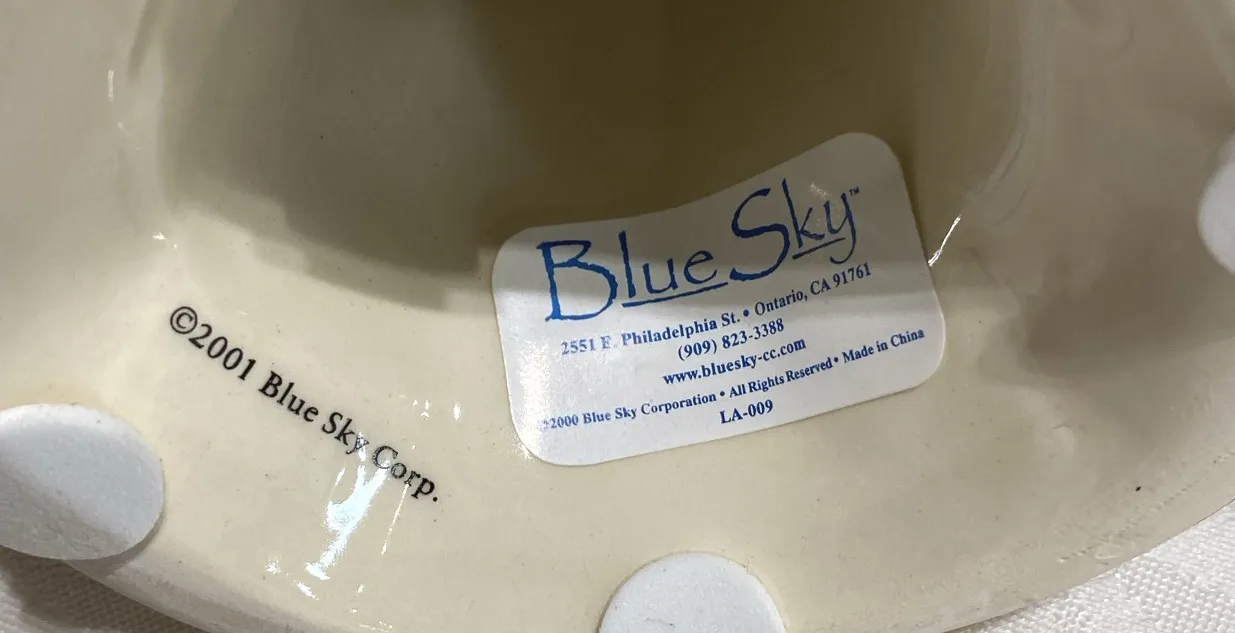 Blue Sky™
2551 E. Philadelphia St. • Ontario, CA 91761
(909) 823-3388
www.bluesky-cc.com
©2000 Blue Sky Corporation • All Rights Reserved • Made in China
LA-009
©2001 Blue Sky Corp.